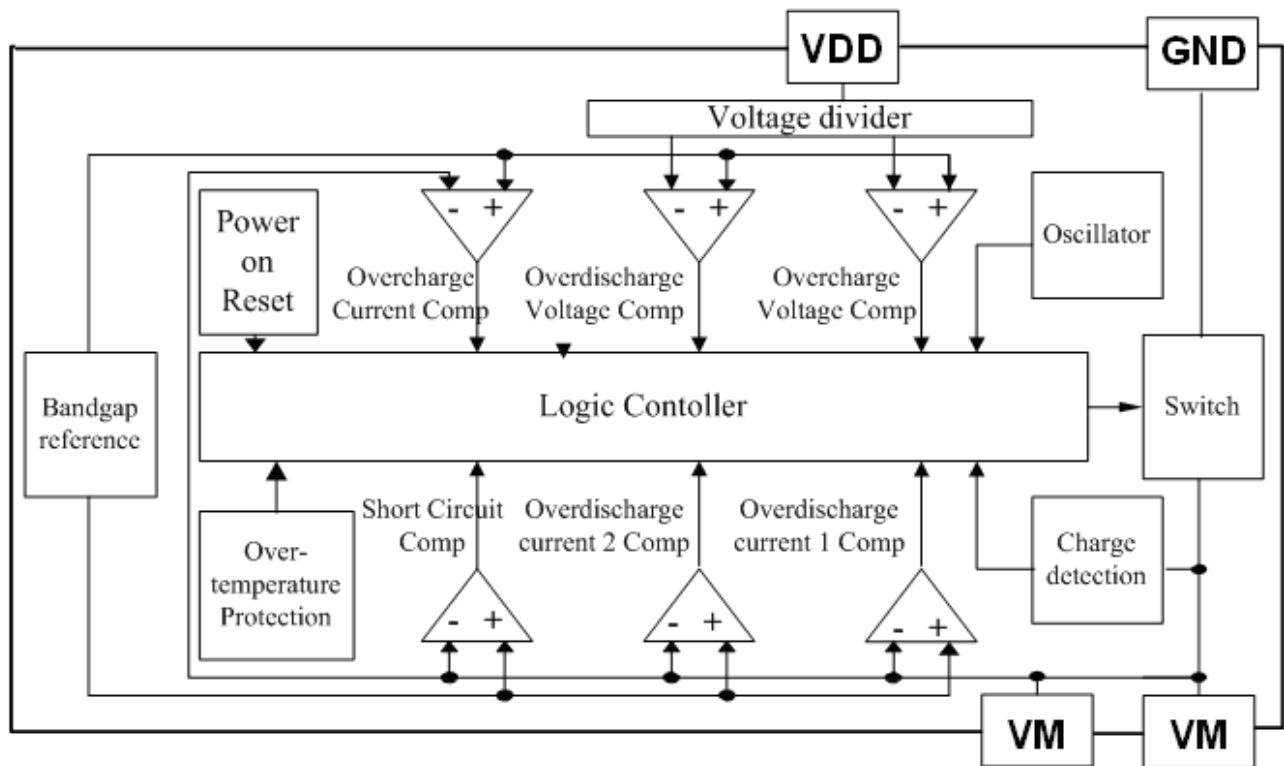 VDD
GND
Voltage divider
- +
- +
- +
Power
on
Reset
Oscillator
Overcharge
Current Comp
Overdischarge
Voltage Comp
Overcharge
Voltage Comp
Bandgap
reference
Logic Contoller
Switch
Short Circuit
Comp
Overdischarge
current 2 Comp
Overdischarge
current 1 Comp
Over-
temperature
Protection
Charge
detection
- +
- +
- +
VM
VM